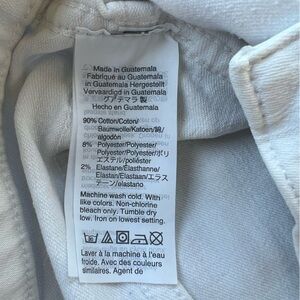 Made in Guatemala
Fabriqué au Guatemala
In Guatemala Hergestellt
Vervaardigd in Guatemala
グアテマラ 製
Hecho en Guatemala
90% Cotton/Coton/
Baumwolle/Katoen/綿/
algodón
8% Polyester/Polyester/
Polyester/Polyester/ポリ
エステル/poliéster
2% Elastane/Élasthanne/
Elastan/Elastaan/エラス
テーン/elastano
Machine wash cold. With
like colors. Non-chlorine
bleach only. Tumble dry
low. Iron on lowest setting.
Laver à la machine à l'eau
froide. Avec des couleurs
similaires. Agent de